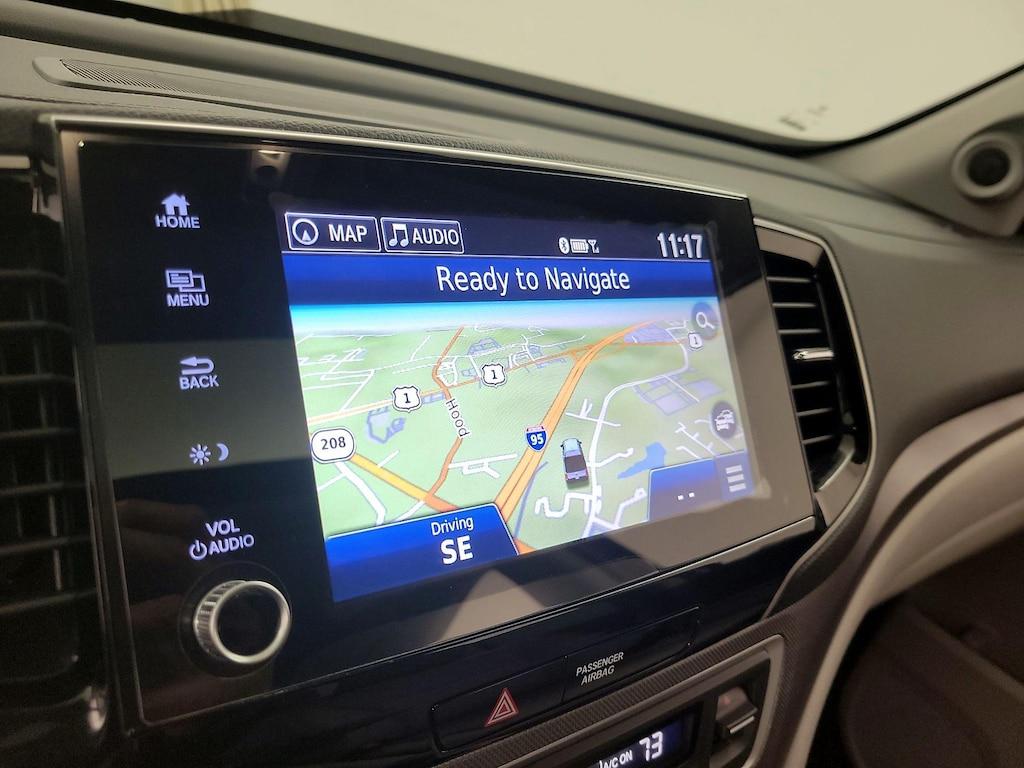 HOME
MENU
BACK
VOL
AUDIO
MAP
AUDIO
11:17
Ready to Navigate
1
1
1
Hood
208
95
Driving
SE
--
PASSENGER
AIRBAG
A/C ON 73